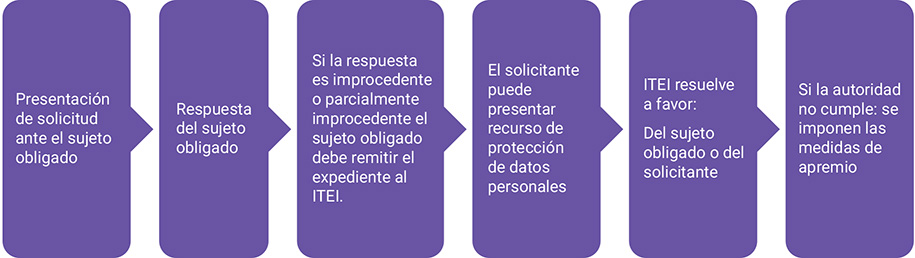 Presentación
de solicitud
ante el sujeto
obligado
Respuesta
del sujeto
obligado
Si la respuesta
es improcedente
o parcialmente
improcedente el
sujeto obligado
debe remitir el
expediente al
ITEI.
El solicitante
puede
presentar
recurso de
protección
de datos
personales
ITEI resuelve
a favor:
Del sujeto
obligado o del
solicitante
Si la autoridad
no cumple: se
imponen las
medidas de
apremio